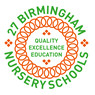 27 BIRMINGHAM
QUALITY
EXCELLENCE
EDUCATION
NURSERY SCHOOLS